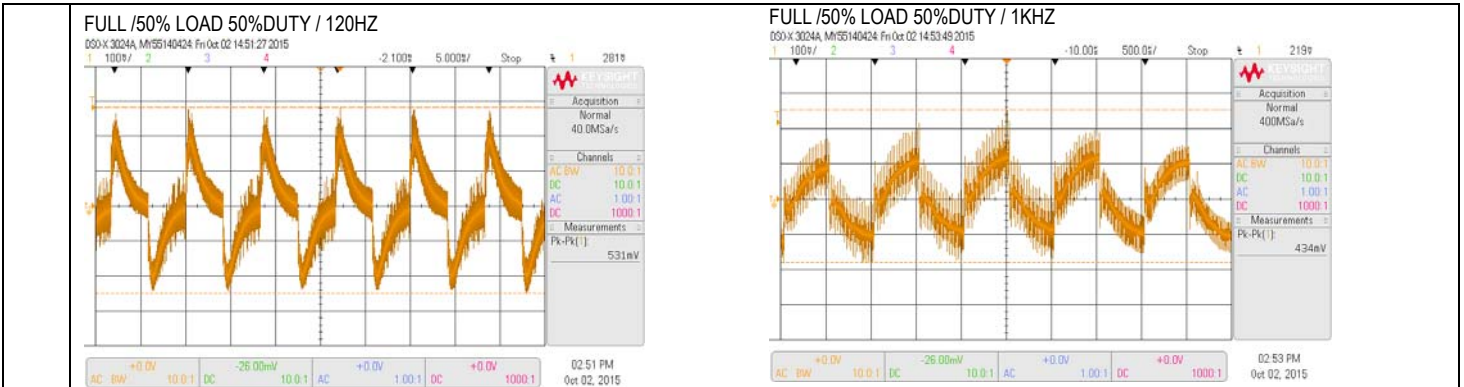 FULL /50% LOAD 50%DUTY / 120HZ
DSO-X 3024A, MY55140424: Fri Oct 02 14:51:27 2015
1 100%/ 2 3 4 -2.100% 5.000%/ Stop 1 281%
KEYSIGHT
Acquisition
Normal
40.0MSa/s
Channels
AC BW 10.0:1
DC 10.0:1
AC 1.00:1
DC 1000:1
Measurements
Pk-Pk(1):
531mV
+0.0V -26.00mV +0.0V +0.0V
AC BW 10.0:1 DC 10.0:1 AC 1.00:1 DC 1000:1
02:51 PM
Oct 02, 2015
FULL /50% LOAD 50%DUTY / 1KHZ
DSO-X 3024A, MY55140424: Fri Oct 02 14:53:49 2015
1 100%/ 2 3 4 -10.00% 500.0%/ Stop 1 219%
KEYSIGHT
Acquisition
Normal
400MSa/s
Channels
AC BW 10.0:1
DC 10.0:1
AC 1.00:1
DC 1000:1
Measurements
Pk-Pk(1):
434mV
+0.0V -26.00mV +0.0V +0.0V
AC BW 10.0:1 DC 10.0:1 AC 1.00:1 DC 1000:1
02:53 PM
Oct 02, 2015